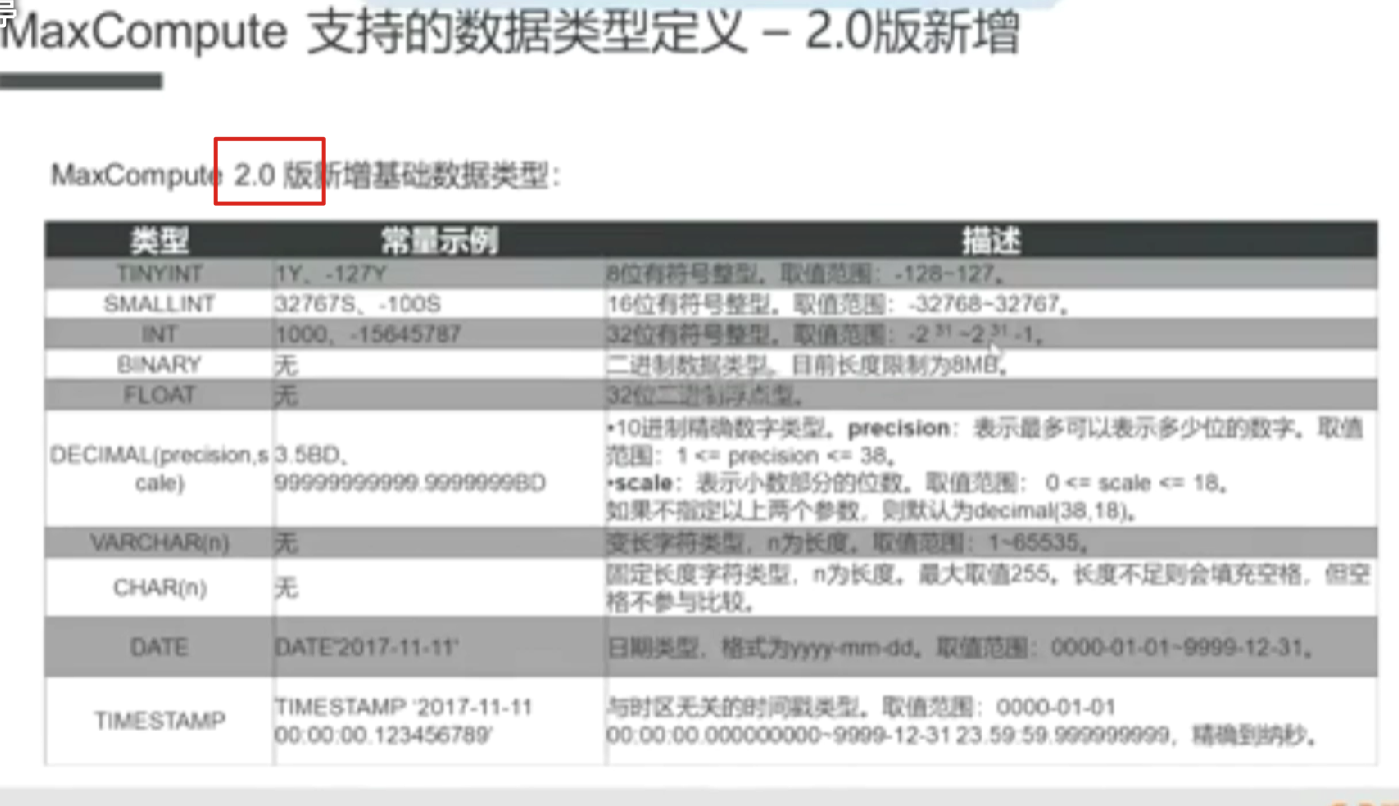 MaxCompute 支持的数据类型定义 – 2.0版新增
MaxCompute 2.0 版新增基础数据类型：
类型 常量示例 描述
TINYINT 1Y、-127Y 8位有符号整型。取值范围：-128~127。
SMALLINT 32767S、-100S 16位有符号整型。取值范围：-32768~32767。
INT 1000、-15645787 32位有符号整型。取值范围：-2 31 ~2 31 -1。
BINARY 无 二进制数据类型。目前长度限制为8MB。
FLOAT 无 32位二进制浮点型。
DECIMAL(precision,s
cale)
3.5BD、
99999999999.9999999BD
•10进制精确数字类型。precision：表示最多可以表示多少位的数字。取值
范围：1 <= precision <= 38。
•scale：表示小数部分的位数。取值范围： 0 <= scale <= 18。
如果不指定以上两个参数，则默认为decimal(38,18)。
VARCHAR(n) 无 变长字符类型，n为长度。取值范围：1~65535。
CHAR(n) 无
固定长度字符类型，n为长度。最大取值255。长度不足则会填充空格，但空
格不参与比较。
DATE DATE'2017-11-11' 日期类型，格式为yyyy-mm-dd。取值范围：0000-01-01~9999-12-31。
TIMESTAMP
TIMESTAMP '2017-11-11
00:00:00.123456789'
与时区无关的时间戳类型。取值范围：0000-01-01
00:00:00.000000000~9999-12-31 23.59:59.999999999，精确到纳秒。